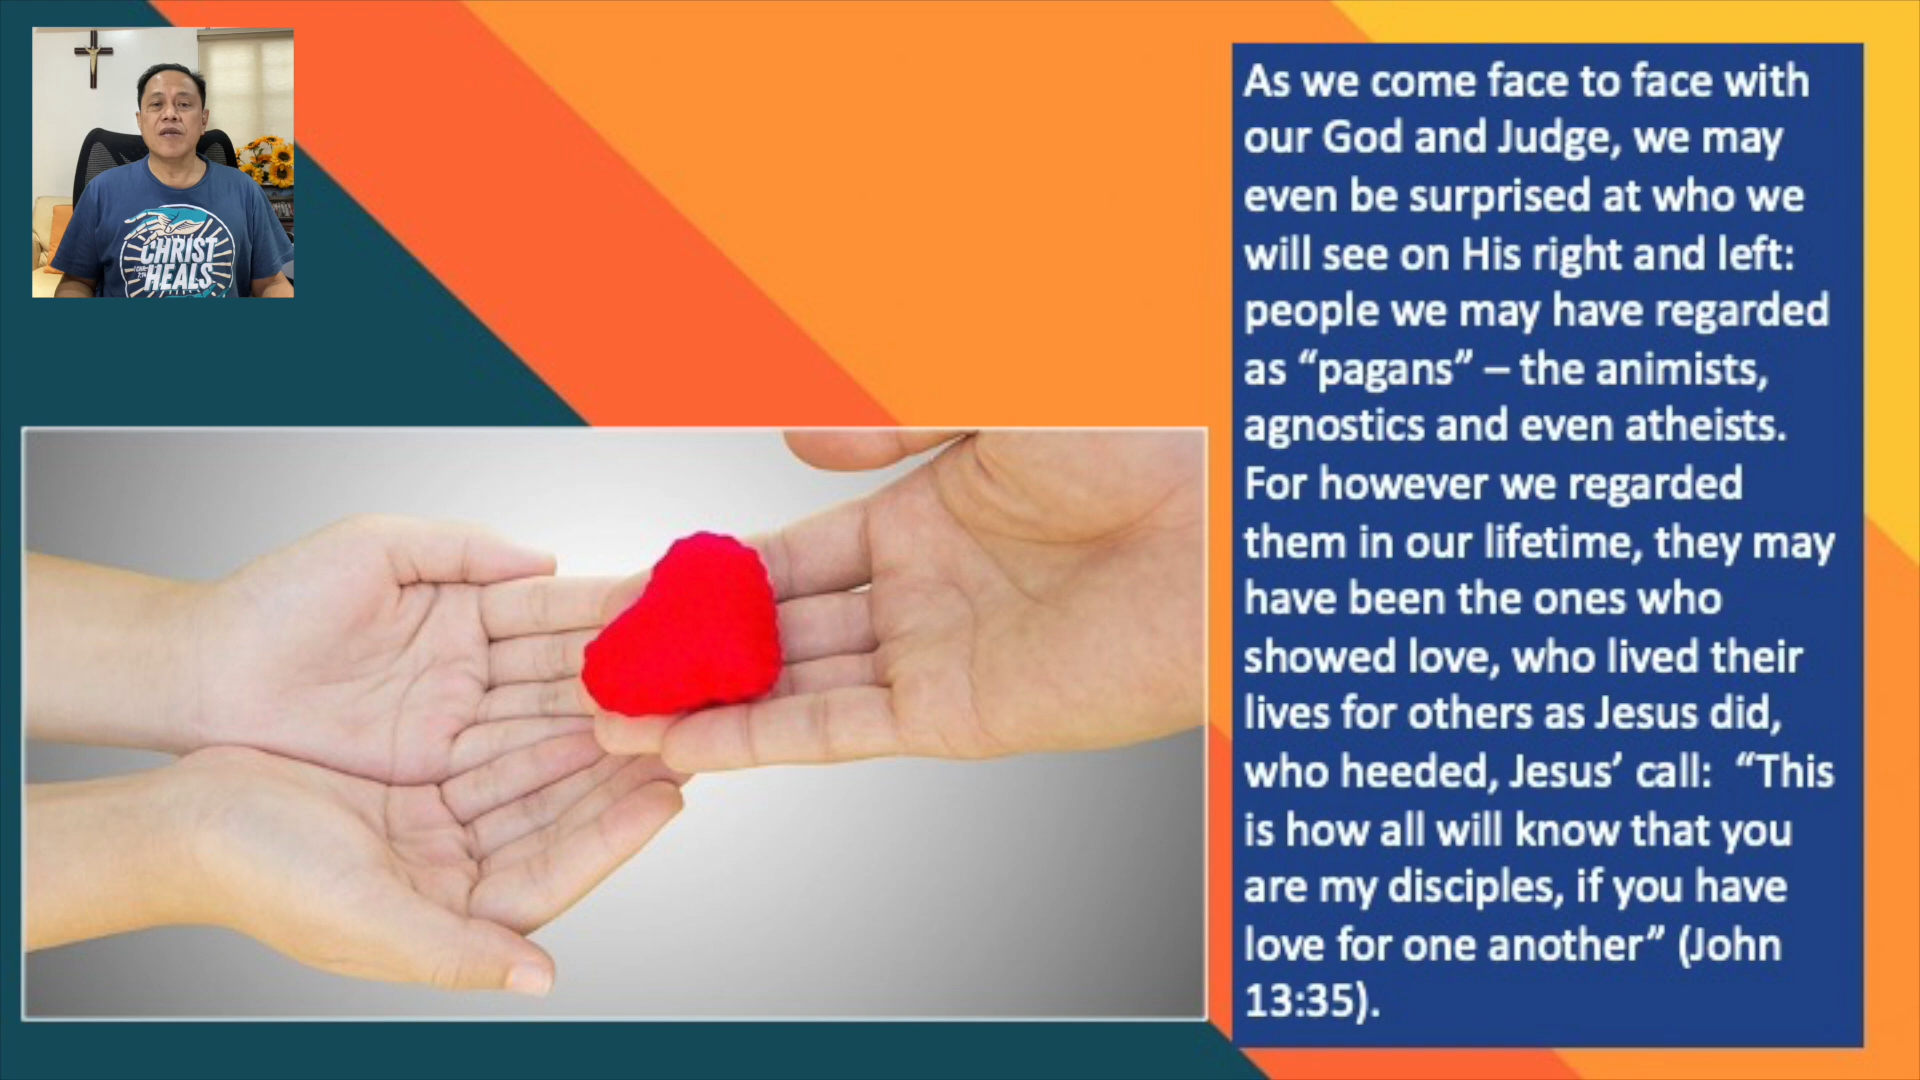 CHRIST
HEALS
As we come face to face with
our God and Judge, we may
even be surprised at who we
will see on His right and left:
people we may have regarded
as “pagans” – the animists,
agnostics and even atheists.
For however we regarded
them in our lifetime, they may
have been the ones who
showed love, who lived their
lives for others as Jesus did,
who heeded, Jesus’ call:  “This
is how all will know that you
are my disciples, if you have
love for one another” (John
13:35).